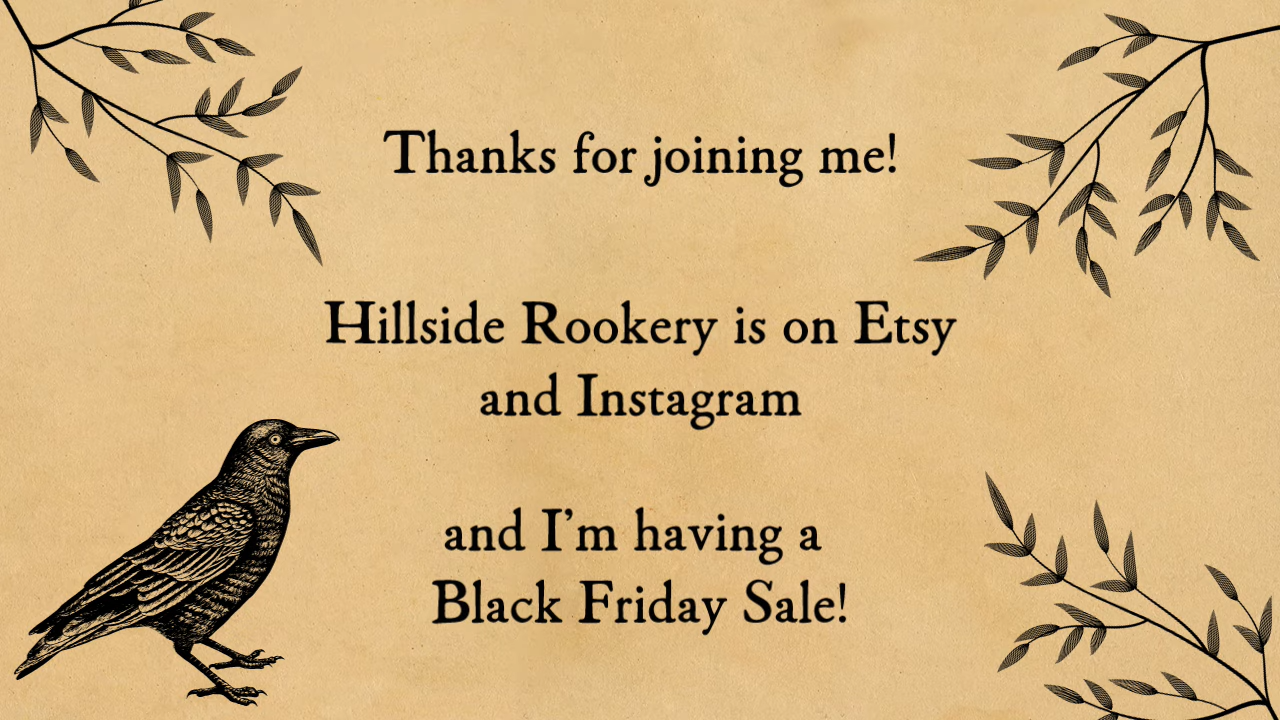 Thanks for joining me!
Hillside Rookery is on Etsy
and Instagram
and I’m having a
Black Friday Sale!